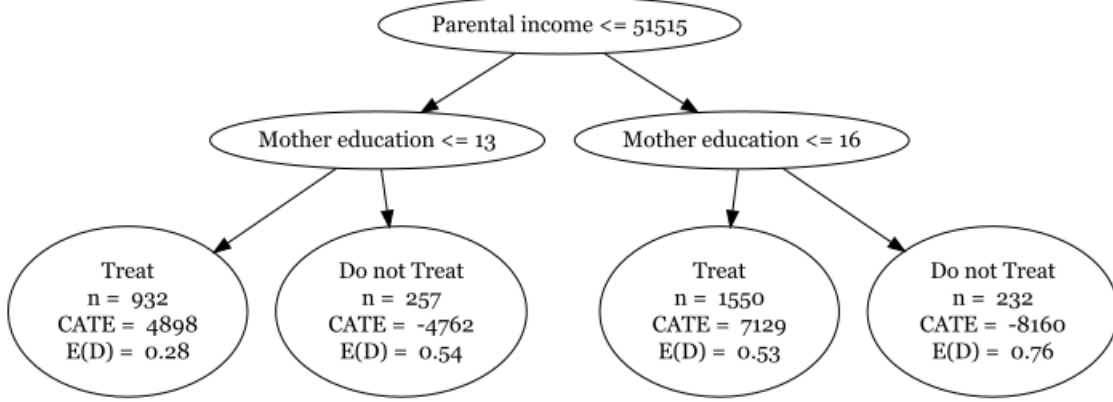 Parental income <= 51515
Mother education <= 13
Mother education <= 16
Treat
n = 932
CATE = 4898
E(D) = 0.28
Do not Treat
n = 257
CATE = -4762
E(D) = 0.54
Treat
n = 1550
CATE = 7129
E(D) = 0.53
Do not Treat
n = 232
CATE = -8160
E(D) = 0.76